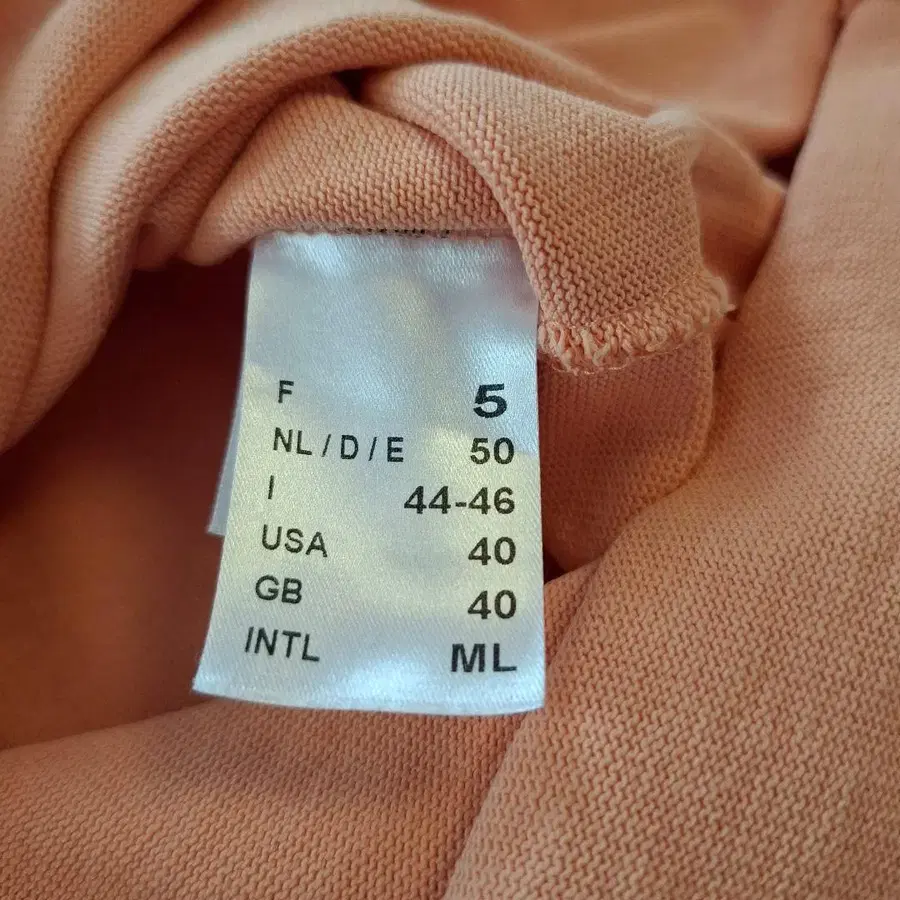 F 5
NL / D / E 50
I 44-46
USA 40
GB 40
INTL ML